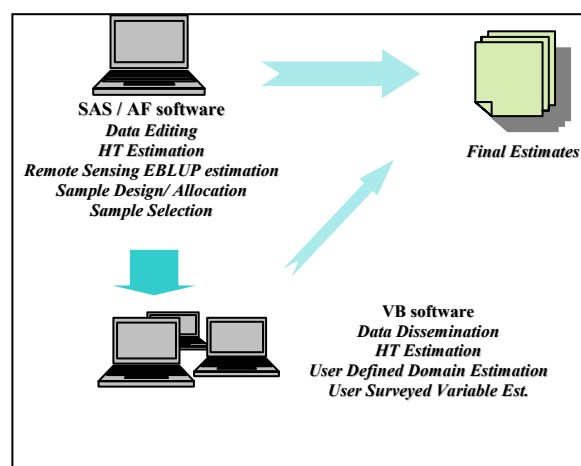 SAS / AF software
Data Editing
HT Estimation
Remote Sensing EBLUP estimation
Sample Design/ Allocation
Sample Selection
Final Estimates
VB software
Data Dissemination
HT Estimation
User Defined Domain Estimation
User Surveyed Variable Est.